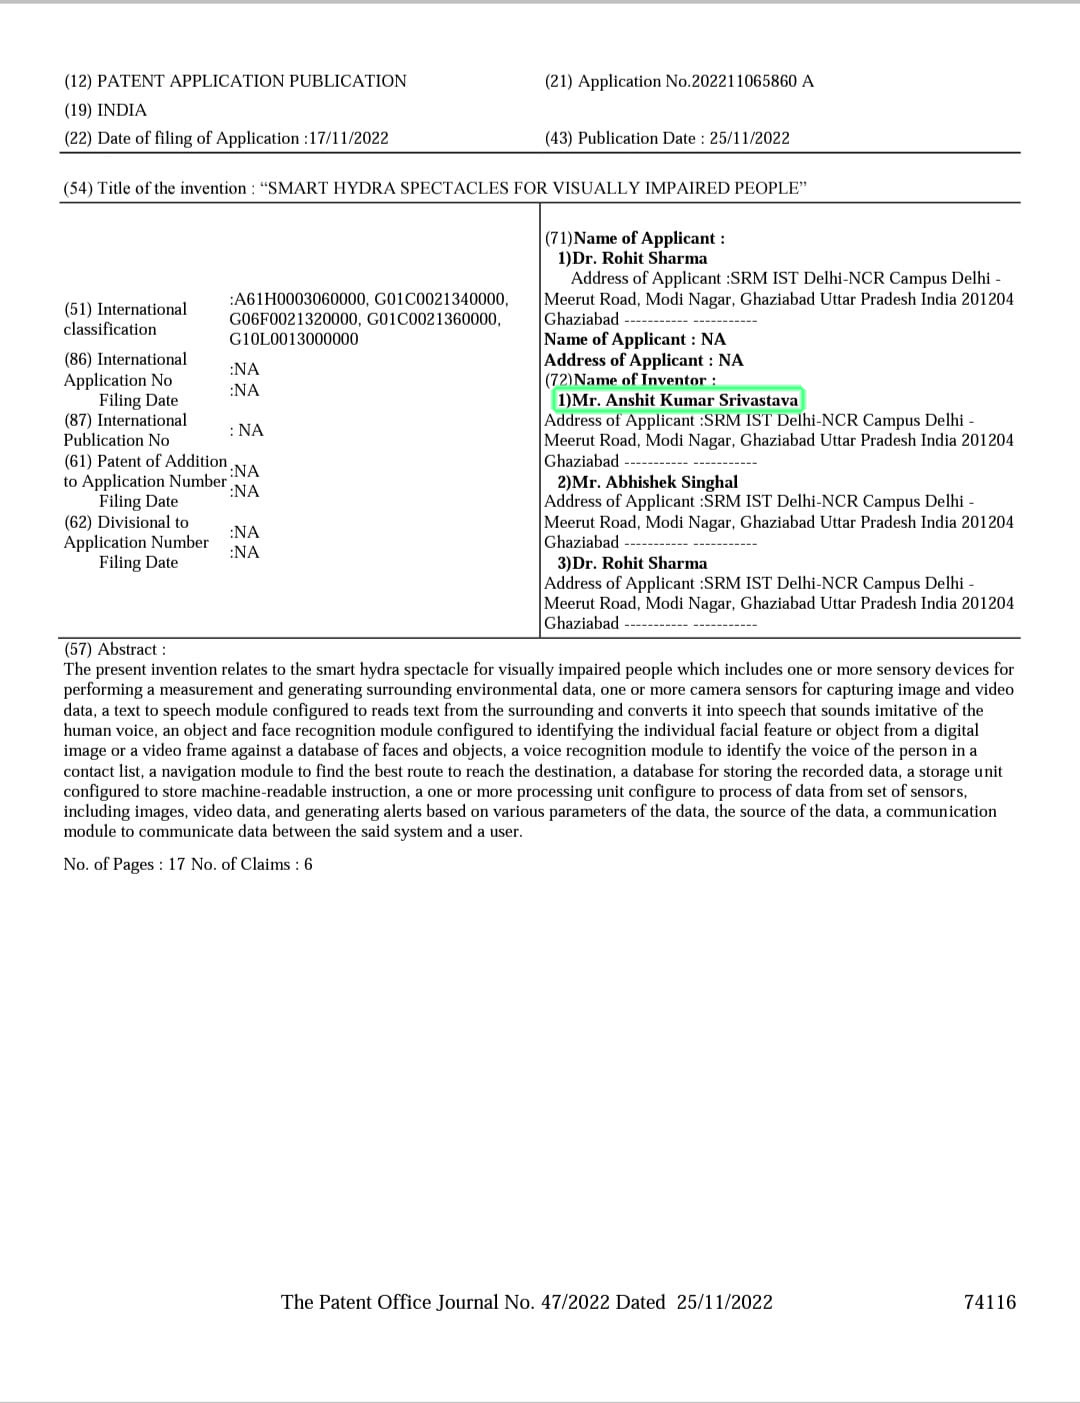 (12) PATENT APPLICATION PUBLICATION
(21) Application No.202211065860 A
(19) INDIA
(22) Date of filing of Application :17/11/2022
(43) Publication Date : 25/11/2022
(54) Title of the invention : “SMART HYDRA SPECTACLES FOR VISUALLY IMPAIRED PEOPLE”
(51) International
classification
:A61H0003060000, G01C0021340000,
G06F0021320000, G01C0021360000,
G10L0013000000
(86) International
Application No
:NA
Filing Date
:NA
(87) International
Publication No
: NA
(61) Patent of Addition
to Application Number
:NA
Filing Date
:NA
(62) Divisional to
Application Number
:NA
Filing Date
:NA
(71)Name of Applicant :
1)Dr. Rohit Sharma
Address of Applicant :SRM IST Delhi-NCR Campus Delhi -
Meerut Road, Modi Nagar, Ghaziabad Uttar Pradesh India 201204
Ghaziabad ----------- -----------
Name of Applicant : NA
Address of Applicant : NA
(72)Name of Inventor :
1)Mr. Anshit Kumar Srivastava
Address of Applicant :SRM IST Delhi-NCR Campus Delhi -
Meerut Road, Modi Nagar, Ghaziabad Uttar Pradesh India 201204
Ghaziabad ----------- -----------
2)Mr. Abhishek Singhal
Address of Applicant :SRM IST Delhi-NCR Campus Delhi -
Meerut Road, Modi Nagar, Ghaziabad Uttar Pradesh India 201204
Ghaziabad ----------- -----------
3)Dr. Rohit Sharma
Address of Applicant :SRM IST Delhi-NCR Campus Delhi -
Meerut Road, Modi Nagar, Ghaziabad Uttar Pradesh India 201204
Ghaziabad ----------- -----------
(57) Abstract :
The present invention relates to the smart hydra spectacle for visually impaired people which includes one or more sensory devices for
performing a measurement and generating surrounding environmental data, one or more camera sensors for capturing image and video
data, a text to speech module configured to reads text from the surrounding and converts it into speech that sounds imitative of the
human voice, an object and face recognition module configured to identifying the individual facial feature or object from a digital
image or a video frame against a database of faces and objects, a voice recognition module to identify the voice of the person in a
contact list, a navigation module to find the best route to reach the destination, a database for storing the recorded data, a storage unit
configured to store machine-readable instruction, a one or more processing unit configure to process of data from set of sensors,
including images, video data, and generating alerts based on various parameters of the data, the source of the data, a communication
module to communicate data between the said system and a user.
No. of Pages : 17 No. of Claims : 6
The Patent Office Journal No. 47/2022 Dated 25/11/2022
74116